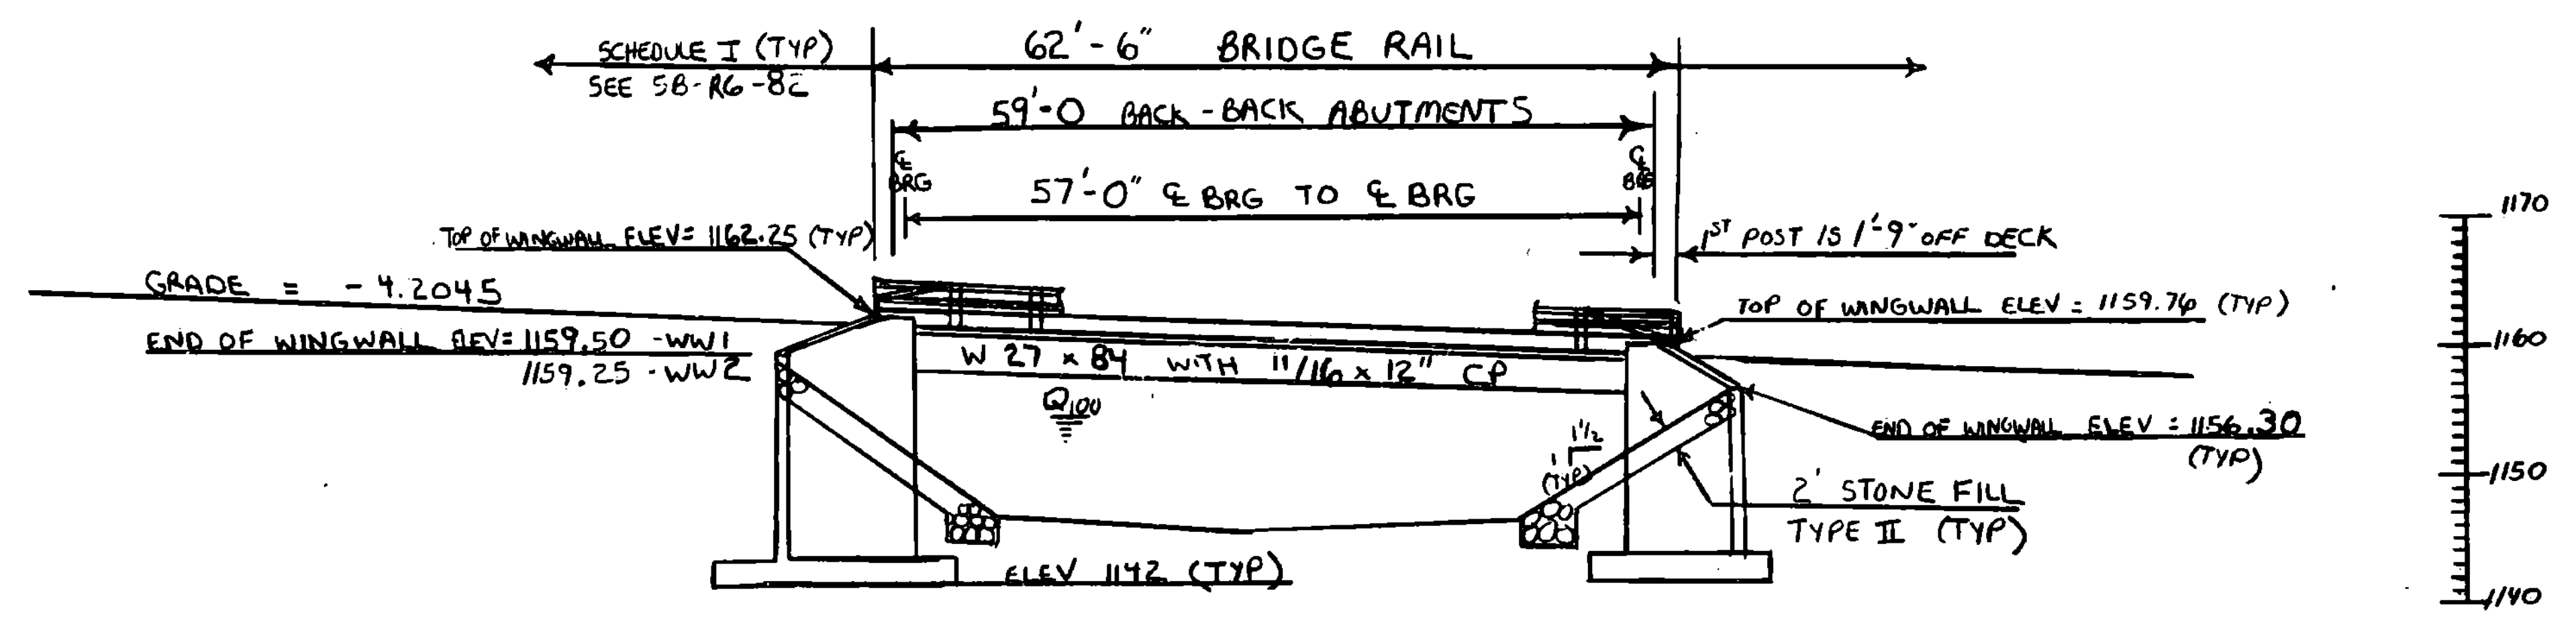 62'-6" BRIDGE RAIL
SCHEDULE I (TYP)
SEE SB-R6-82
59'-0 BACK-BACK ABUTMENTS
℄ BRG
℄ BRG
57'-0" ℄ BRG TO ℄ BRG
1170
TOP OF WINGWALL ELEV= 1162.25 (TYP)
1ST POST IS 1'-9" OFF DECK
GRADE = -4.2045
TOP OF WINGWALL ELEV = 1159.76 (TYP)
END OF WINGWALL ELEV= 1159.50 -WW1
1159.25 -WW2
1160
W 27 x 84 WITH 11/16 x 12" CP
Q100
END OF WINGWALL ELEV = 1156.30
(TYP)
1 1/2
1
(TYP)
1150
2' STONE FILL
TYPE II (TYP)
ELEV 1142 (TYP)
1140